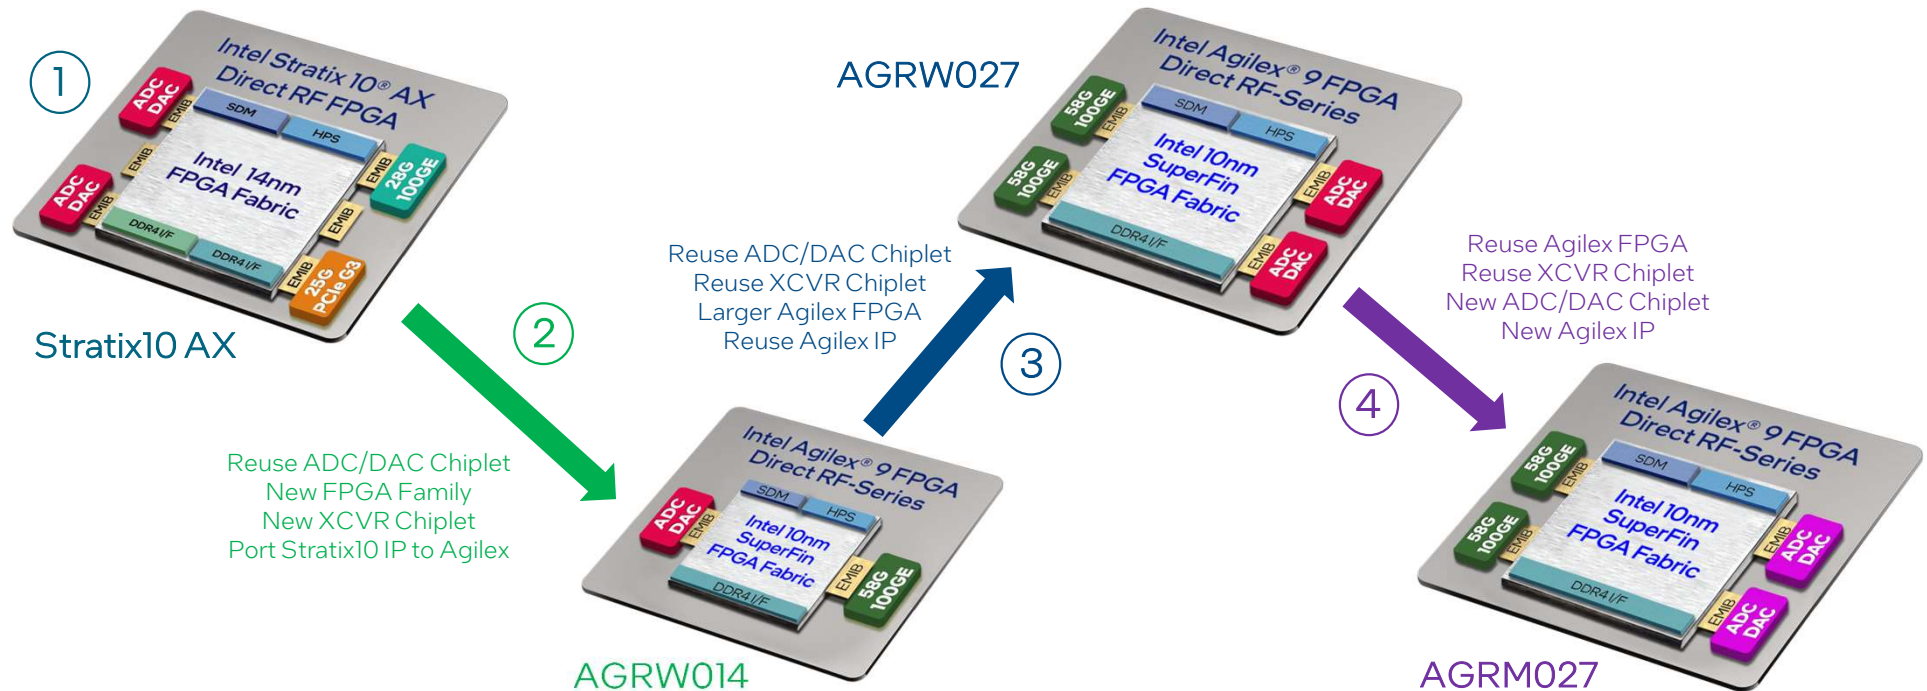 1
Intel Stratix 10® AX
Direct RF FPGA
ADC
DAC
EMIB
SDM
HPS
EMIB
Intel 14nm
FPGA Fabric
EMIB
28G
100GE
ADC
DAC
EMIB
EMIB
DDR4 I/F
DDR4 I/F
EMIB
25G
PCIe G3
Stratix10 AX
2
Reuse ADC/DAC Chiplet
New FPGA Family
New XCVR Chiplet
Port Stratix10 IP to Agilex
Intel Agilex® 9 FPGA
Direct RF-Series
ADC
DAC
EMIB
SDM
HPS
Intel 10nm
SuperFin
FPGA Fabric
EMIB
58G
100GE
DDR4 I/F
AGRW014
Reuse ADC/DAC Chiplet
Reuse XCVR Chiplet
Larger Agilex FPGA
Reuse Agilex IP
3
AGRW027
Intel Agilex® 9 FPGA
Direct RF-Series
58G
100GE
EMIB
SDM
HPS
58G
100GE
EMIB
Intel 10nm
SuperFin
FPGA Fabric
EMIB
ADC
DAC
DDR4 I/F
EMIB
ADC
DAC
Reuse Agilex FPGA
Reuse XCVR Chiplet
New ADC/DAC Chiplet
New Agilex IP
4
Intel Agilex® 9 FPGA
Direct RF-Series
58G
100GE
EMIB
SDM
HPS
58G
100GE
EMIB
Intel 10nm
SuperFin
FPGA Fabric
EMIB
ADC
DAC
DDR4 I/F
EMIB
ADC
DAC
AGRM027